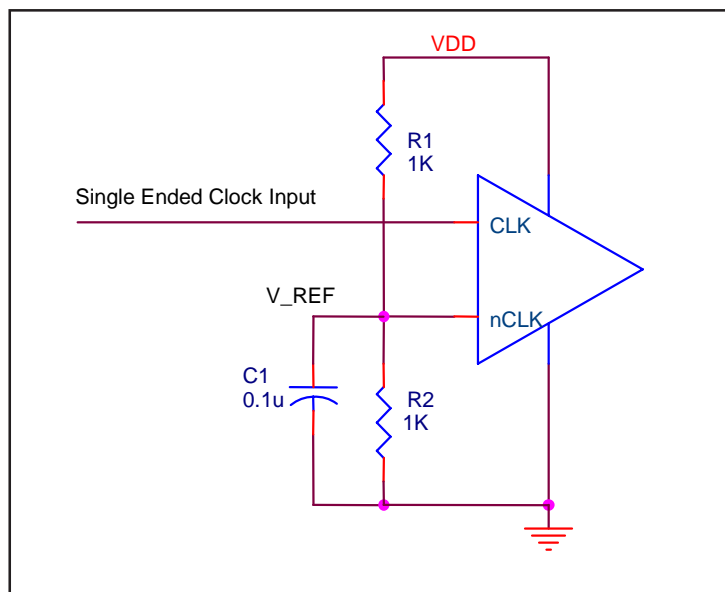 VDD
R1
1K
Single Ended Clock Input
CLK
V_REF
nCLK
C1
0.1u
R2
1K